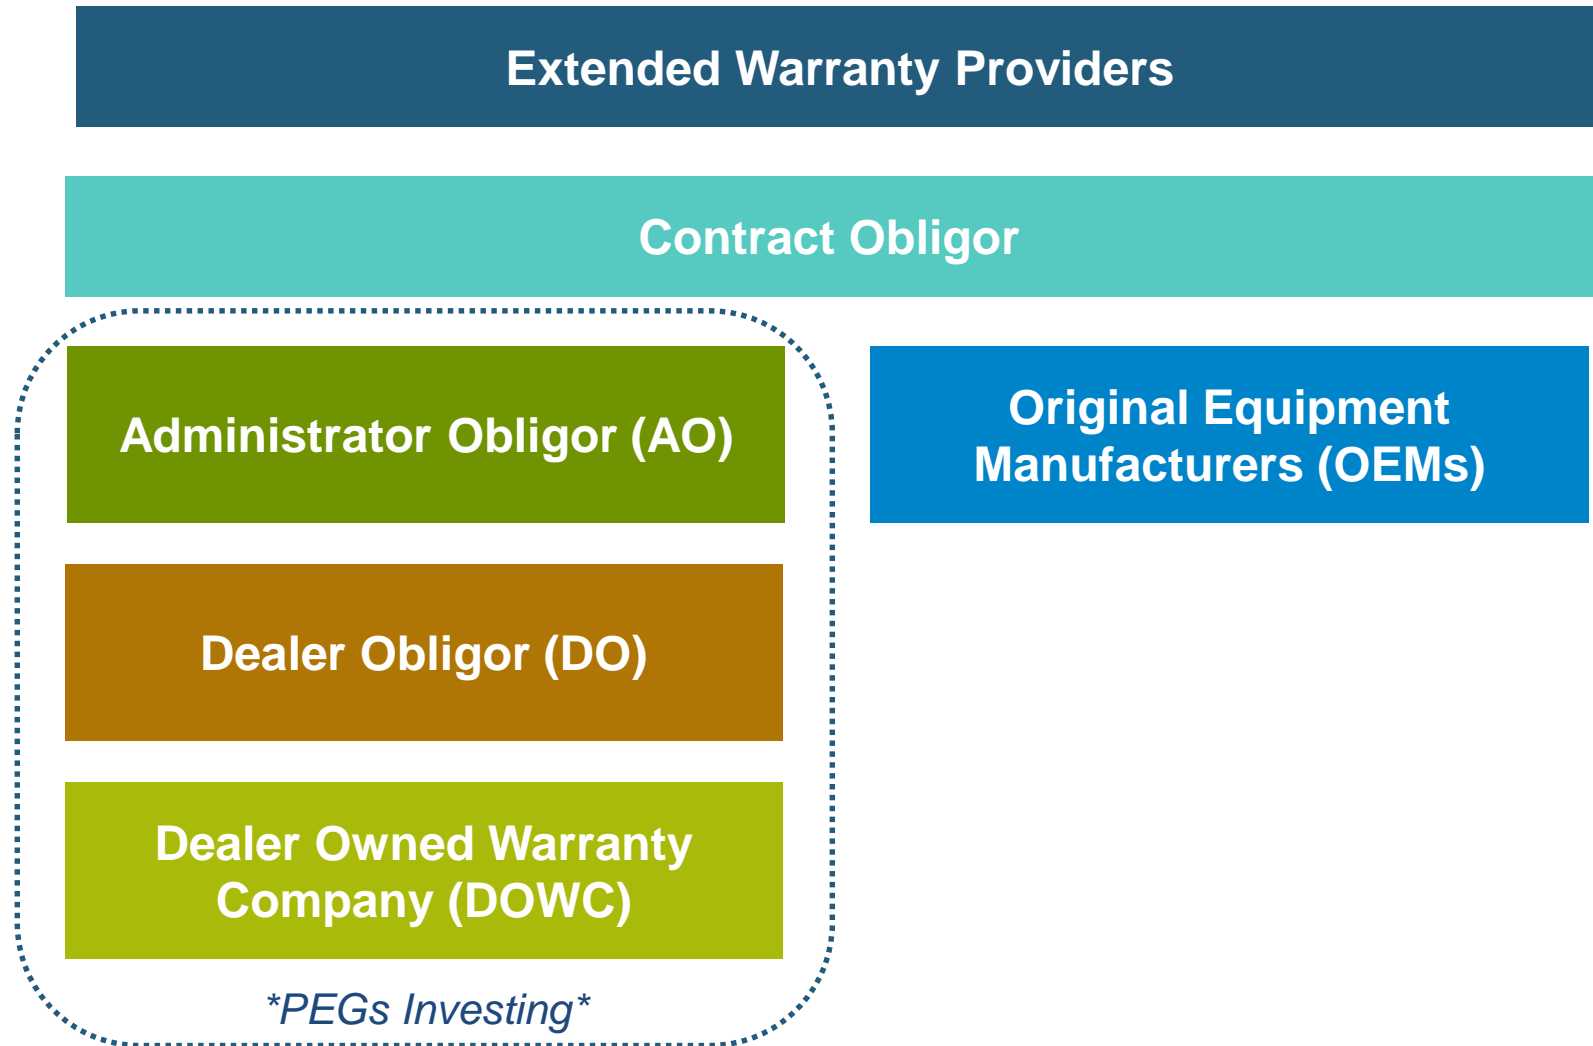 Extended Warranty Providers
Contract Obligor
Administrator Obligor (AO)
Original Equipment
Manufacturers (OEMs)
Dealer Obligor (DO)
Dealer Owned Warranty
Company (DOWC)
*PEGs Investing*